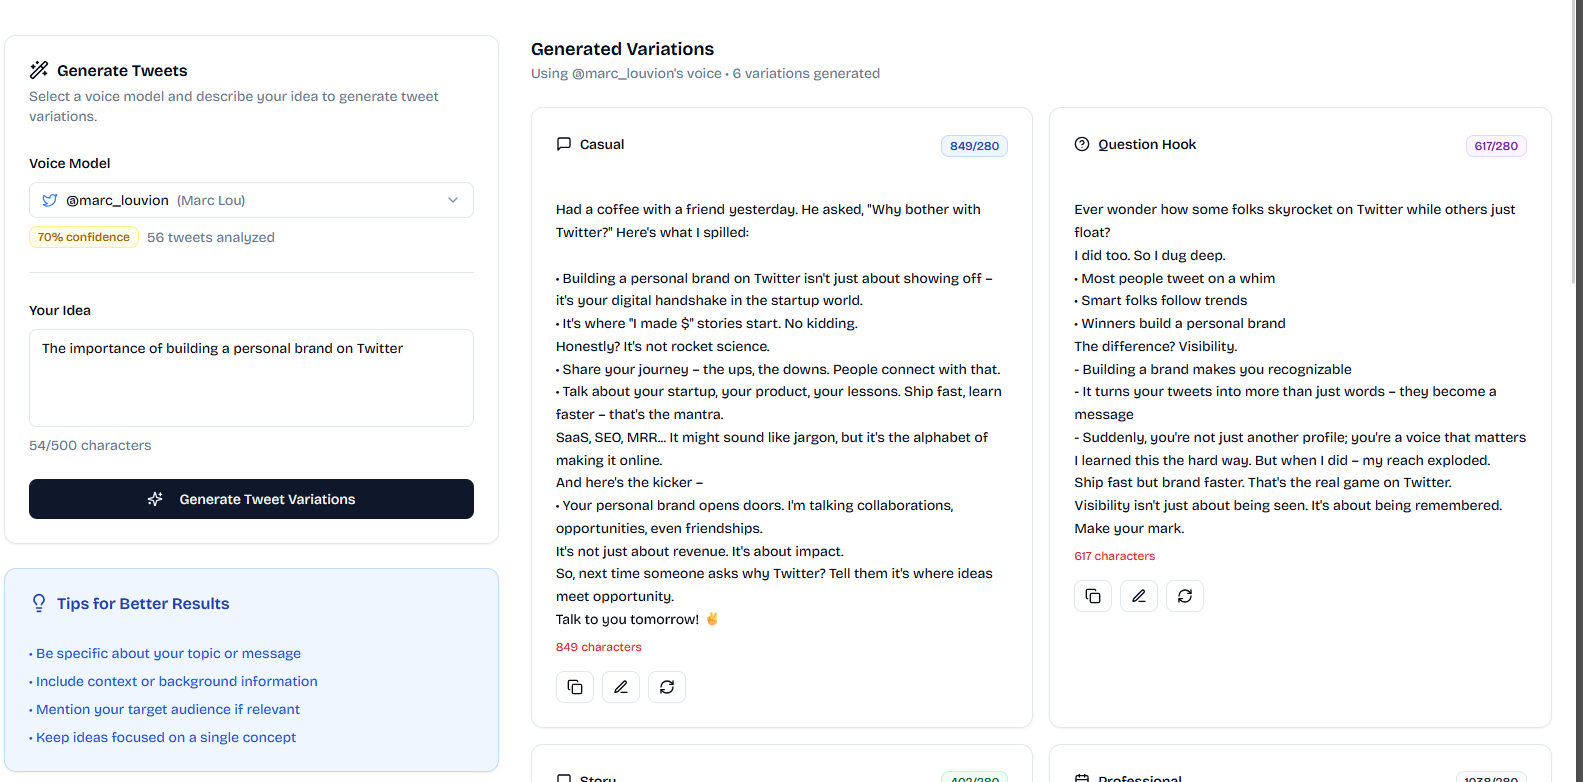 Generate Tweets
Select a voice model and describe your idea to generate tweet
variations.
Voice Model
@marc_louvion (Marc Lou)
70% confidence 56 tweets analyzed
Your Idea
The importance of building a personal brand on Twitter
54/500 characters
Generate Tweet Variations
Tips for Better Results
• Be specific about your topic or message
• Include context or background information
• Mention your target audience if relevant
• Keep ideas focused on a single concept
Generated Variations
Using @marc_louvion's voice • 6 variations generated
Casual 849/280
Had a coffee with a friend yesterday. He asked, "Why bother with
Twitter?" Here's what I spilled:
• Building a personal brand on Twitter isn't just about showing off –
it's your digital handshake in the startup world.
• It's where "I made $" stories start. No kidding.
Honestly? It's not rocket science.
• Share your journey – the ups, the downs. People connect with that.
• Talk about your startup, your product, your lessons. Ship fast, learn
faster – that's the mantra.
SaaS, SEO, MRR... It might sound like jargon, but it's the alphabet of
making it online.
And here's the kicker –
• Your personal brand opens doors. I'm talking collaborations,
opportunities, even friendships.
It's not just about revenue. It's about impact.
So, next time someone asks why Twitter? Tell them it's where ideas
meet opportunity.
Talk to you tomorrow! ✌️
849 characters
Question Hook 617/280
Ever wonder how some folks skyrocket on Twitter while others just
float?
I did too. So I dug deep.
• Most people tweet on a whim
• Smart folks follow trends
• Winners build a personal brand
The difference? Visibility.
- Building a brand makes you recognizable
- It turns your tweets into more than just words – they become a
message
- Suddenly, you're not just another profile; you're a voice that matters
I learned this the hard way. But when I did – my reach exploded.
Ship fast but brand faster. That's the real game on Twitter.
Visibility isn't just about being seen. It's about being remembered.
Make your mark.
617 characters
Story 402/280
Professional 1038/280